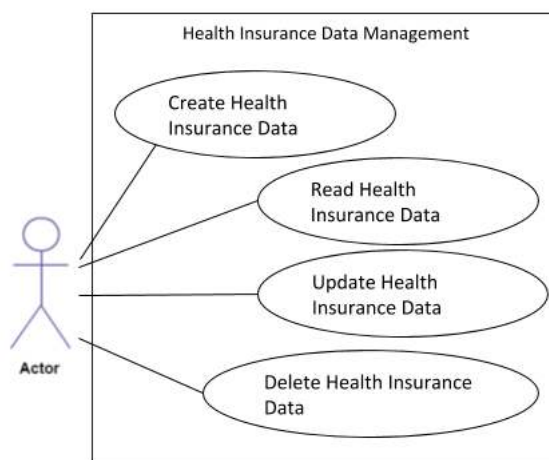 Health Insurance Data Management
Create Health
Insurance Data
Read Health
Insurance Data
Update Health
Insurance Data
Delete Health Insurance
Data
Actor